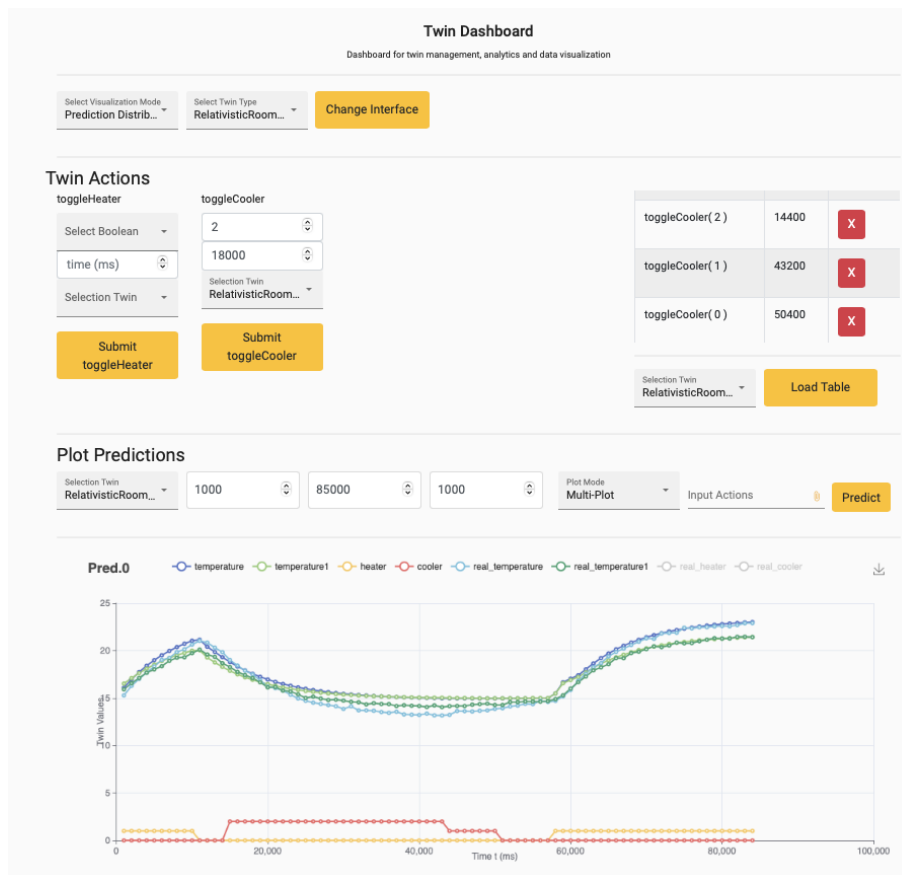 Twin Dashboard
Dashboard for twin management, analytics and data visualization
Select Visualization Mode
Prediction Distrib...
Select Twin Type
RelativisticRoom...
Change Interface
Twin Actions
toggleHeater
toggleCooler
Select Boolean
2
time (ms)
18000
Selection Twin
Selection Twin
RelativisticRoom...
Submit
toggleHeater
Submit
toggleCooler
toggleCooler( 2 ) 14400 X
toggleCooler( 1 ) 43200 X
toggleCooler( 0 ) 50400 X
Selection Twin
RelativisticRoom...
Load Table
Plot Predictions
Selection Twin
RelativisticRoom...
1000
85000
1000
Plot Mode
Multi-Plot
Input Actions
Predict
Pred.0
temperature temperature1 heater cooler real_temperature real_temperature1 real_heater real_cooler
25
20
15
10
5
0
Twin Values
0 20,000 40,000 60,000 80,000 100,000
Time t (ms)